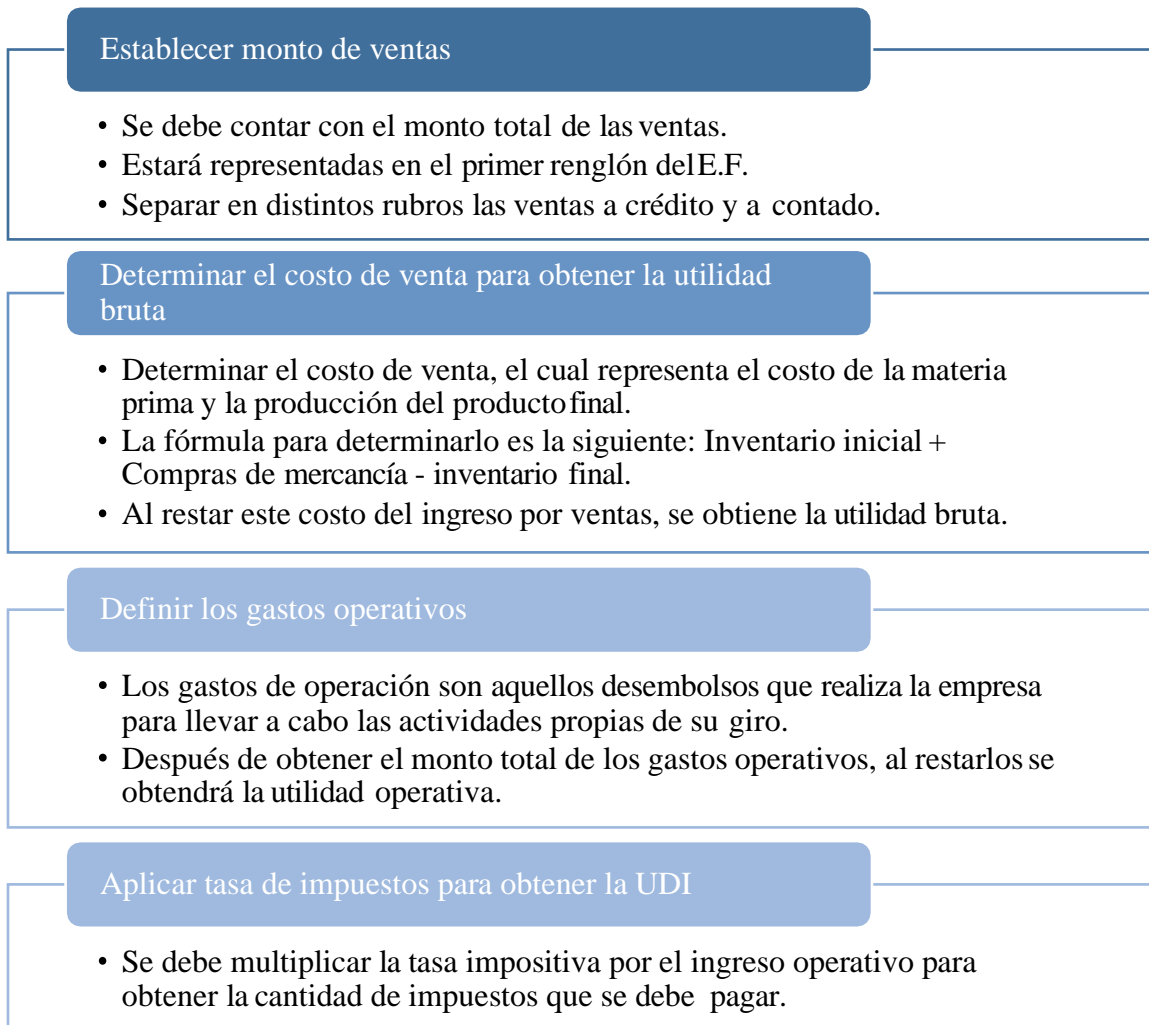 Establecer monto de ventas
• Se debe contar con el monto total de las ventas.
• Estará representadas en el primer renglón delE.F.
• Separar en distintos rubros las ventas a crédito y a contado.
Determinar el costo de venta para obtener la utilidad
bruta
• Determinar el costo de venta, el cual representa el costo de la materia
prima y la producción del productofinal.
• La fórmula para determinarlo es la siguiente: Inventario inicial +
Compras de mercancía - inventario final.
• Al restar este costo del ingreso por ventas, se obtiene la utilidad bruta.
Definir los gastos operativos
• Los gastos de operación son aquellos desembolsos que realiza la empresa
para llevar a cabo las actividades propias de su giro.
• Después de obtener el monto total de los gastos operativos, al restarlos se
obtendrá la utilidad operativa.
Aplicar tasa de impuestos para obtener la UDI
• Se debe multiplicar la tasa impositiva por el ingreso operativo para
obtener la cantidad de impuestos que se debe pagar.